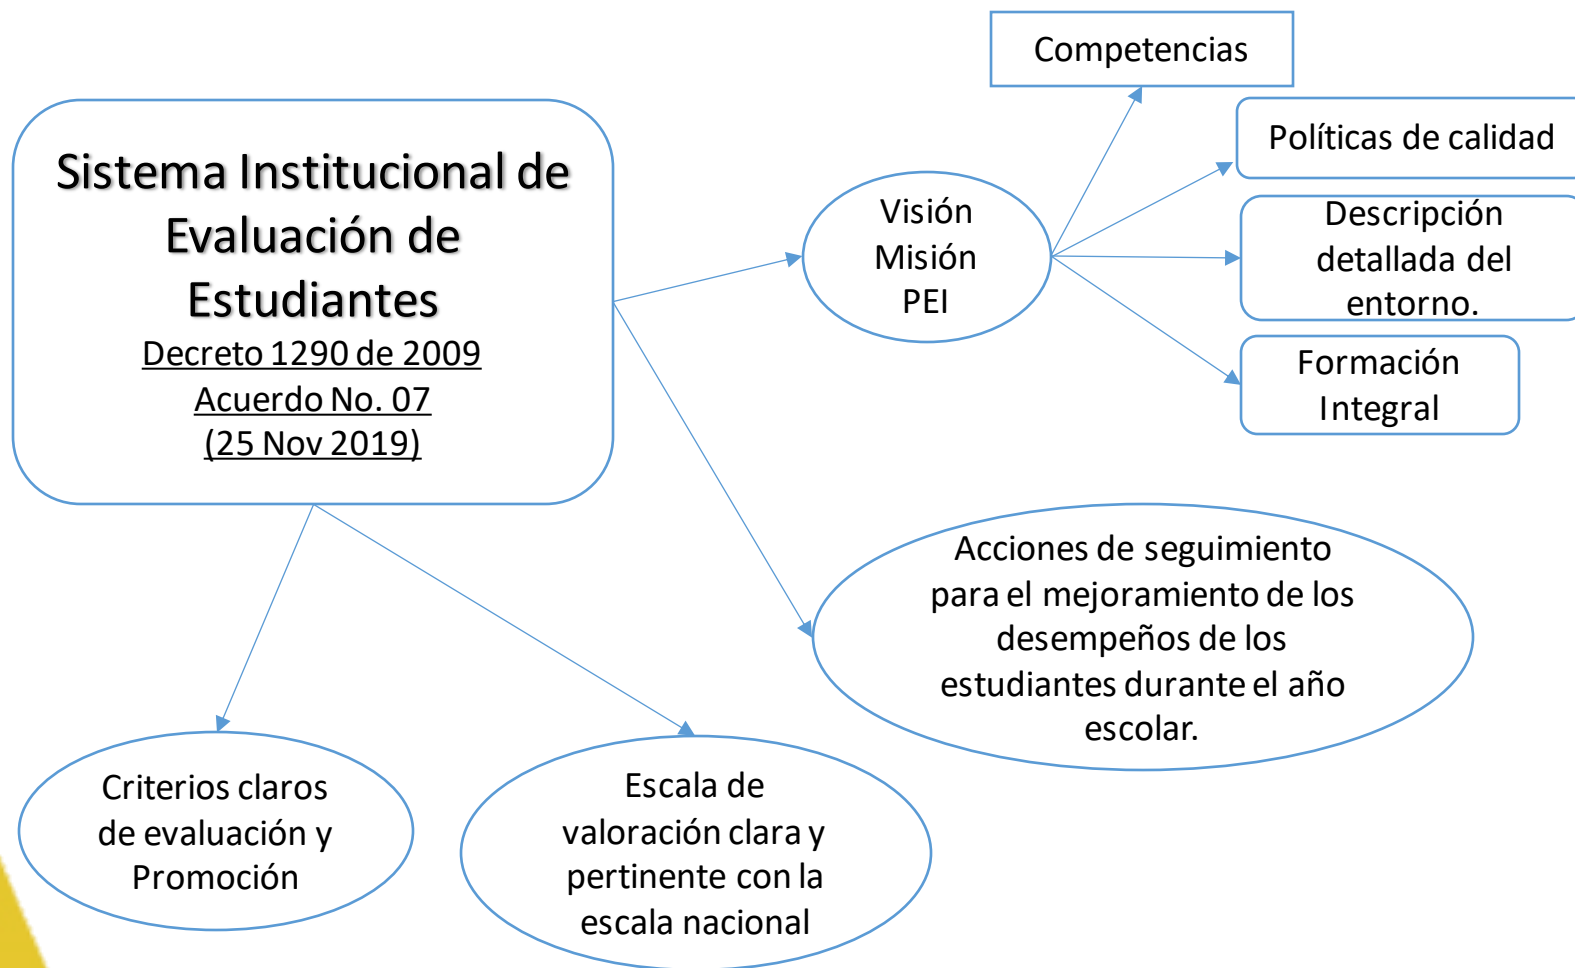 Sistema Institucional de
Evaluación de
Estudiantes
Decreto 1290 de 2009
Acuerdo No. 07
(25 Nov 2019)
Visión
Misión
PEI
Competencias
Políticas de calidad
Descripción
detallada del
entorno.
Formación
Integral
Acciones de seguimiento
para el mejoramiento de los
desempeños de los
estudiantes durante el año
escolar.
Criterios claros
de evaluación y
Promoción
Escala de
valoración clara y
pertinente con la
escala nacional